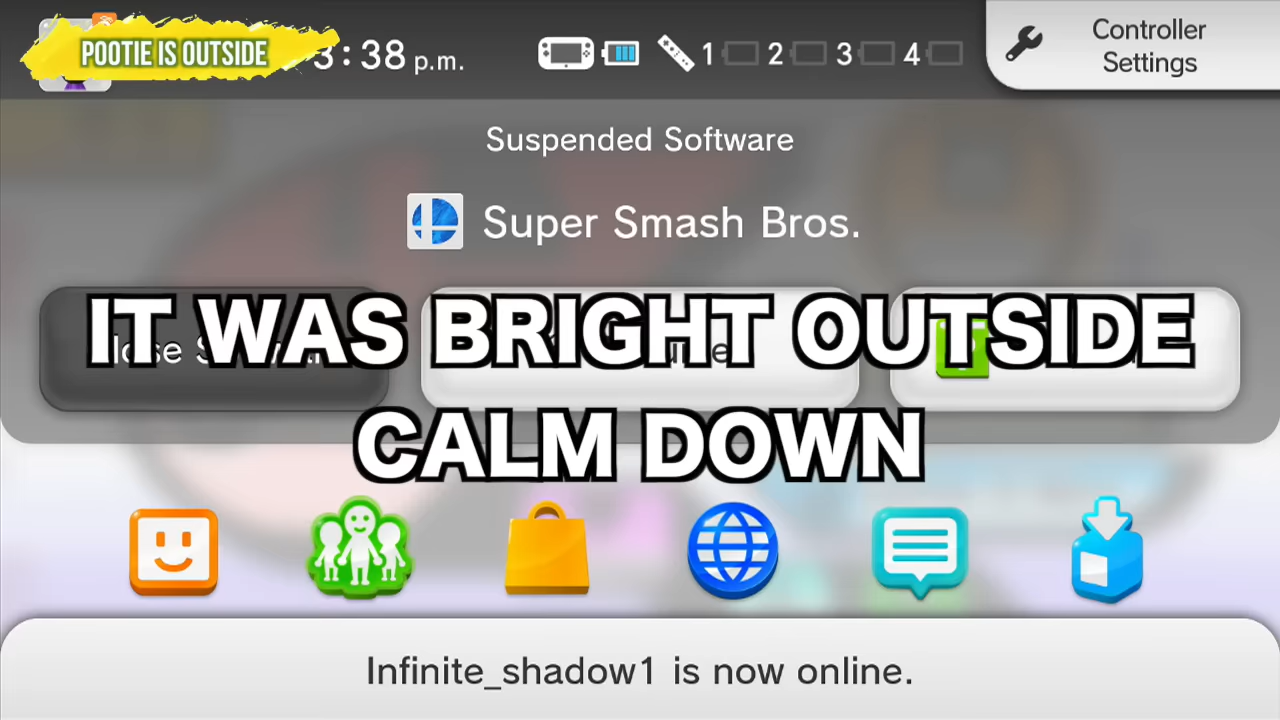 POOTIE IS OUTSIDE
3:38 p.m.
1 2 3 4
Controller
Settings
Suspended Software
Super Smash Bros.
IT WAS BRIGHT OUTSIDE
CALM DOWN
Infinite_shadow1 is now online.